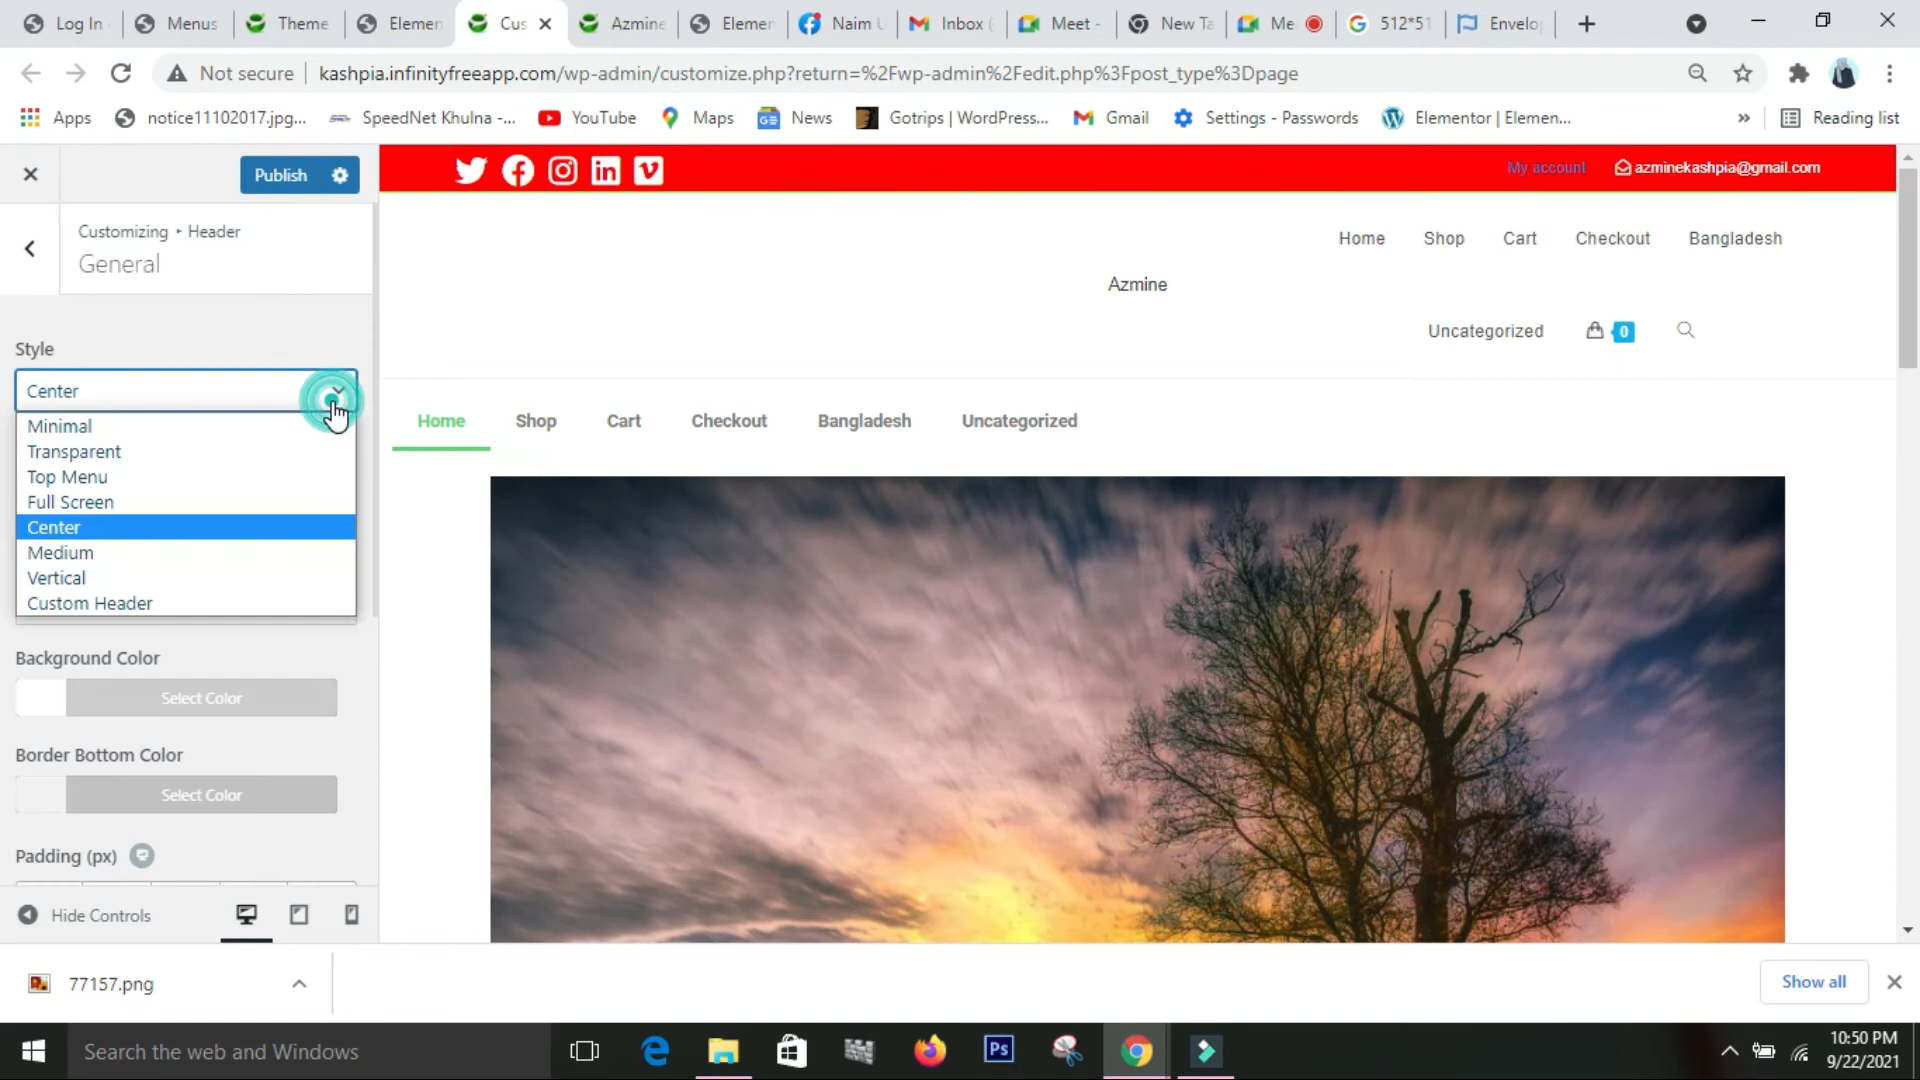 Log In
Menus
Theme
Elemen
Cus
Azmine
Elemen
Naim U
Inbox (
Meet -
New Ta
Me
512*51
Envelo
Not secure
kashpia.infinityfreeapp.com/wp-admin/customize.php?return=%2Fwp-admin%2Fedit.php%3Fpost_type%3Dpage
Apps
notice11102017.jpg...
SpeedNet Khulna -...
YouTube
Maps
News
Gotrips | WordPress...
Gmail
Settings - Passwords
Elementor | Elemen...
»
Reading list
Publish
My account
azminekashpia@gmail.com
Customizing ▸ Header
General
Home Shop Cart Checkout Bangladesh
Azmine
Uncategorized 0
Style
Center
Minimal
Transparent
Top Menu
Full Screen
Center
Medium
Vertical
Custom Header
Home Shop Cart Checkout Bangladesh Uncategorized
Background Color
Select Color
Border Bottom Color
Select Color
Padding (px)
Hide Controls
77157.png
Show all
Search the web and Windows
Ps
10:50 PM
9/22/2021